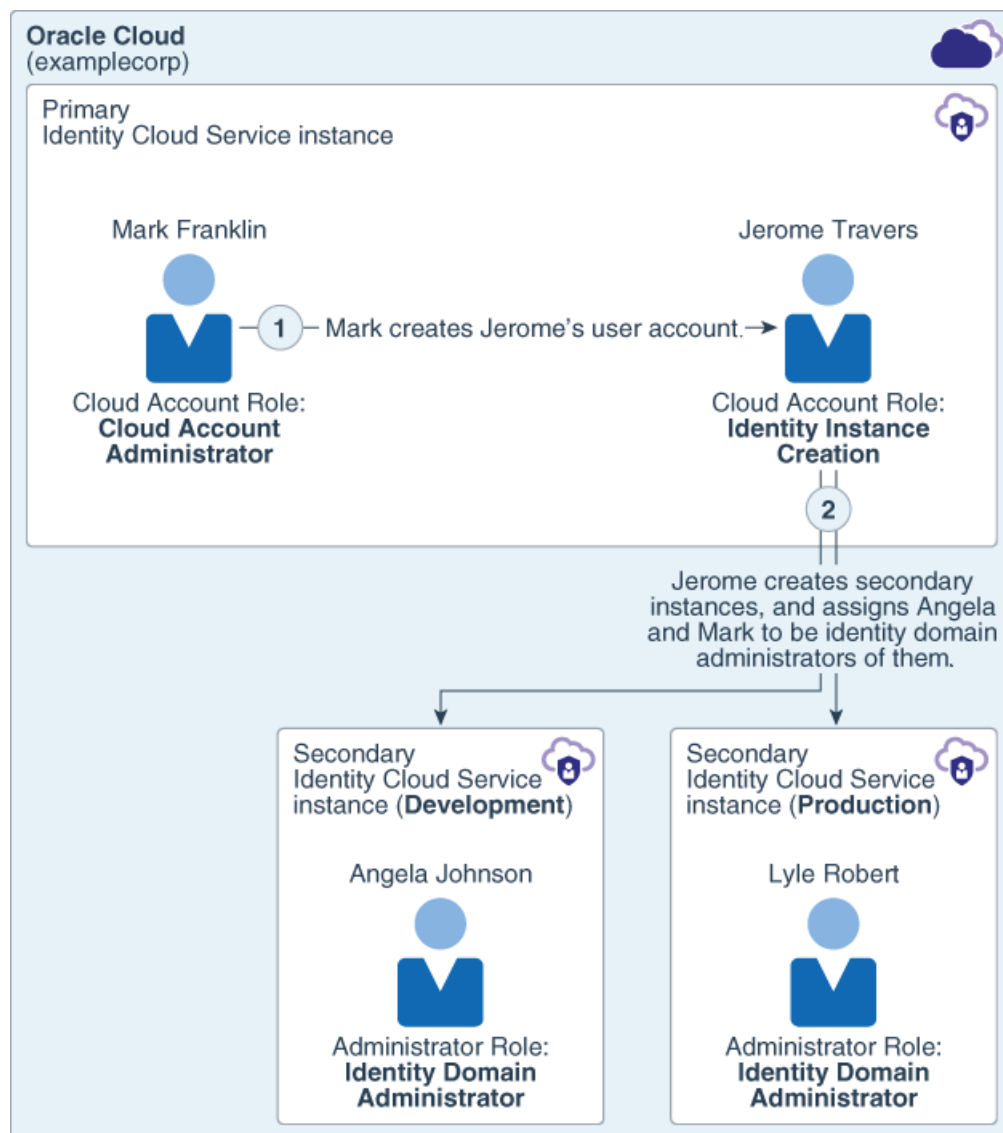 Oracle Cloud
(examplecorp)
Primary
Identity Cloud Service instance
Mark Franklin
Jerome Travers
1
Mark creates Jerome's user account.
Cloud Account Role:
Cloud Account
Administrator
Cloud Account Role:
Identity Instance
Creation
2
Jerome creates secondary
instances, and assigns Angela
and Mark to be identity domain
administrators of them.
Secondary
Identity Cloud Service
instance (Development)
Angela Johnson
Administrator Role:
Identity Domain
Administrator
Secondary
Identity Cloud Service
instance (Production)
Lyle Robert
Administrator Role:
Identity Domain
Administrator